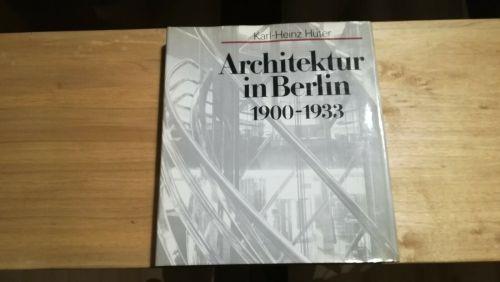 Karl-Heinz Hüter
Architektur
in Berlin
1900-1933